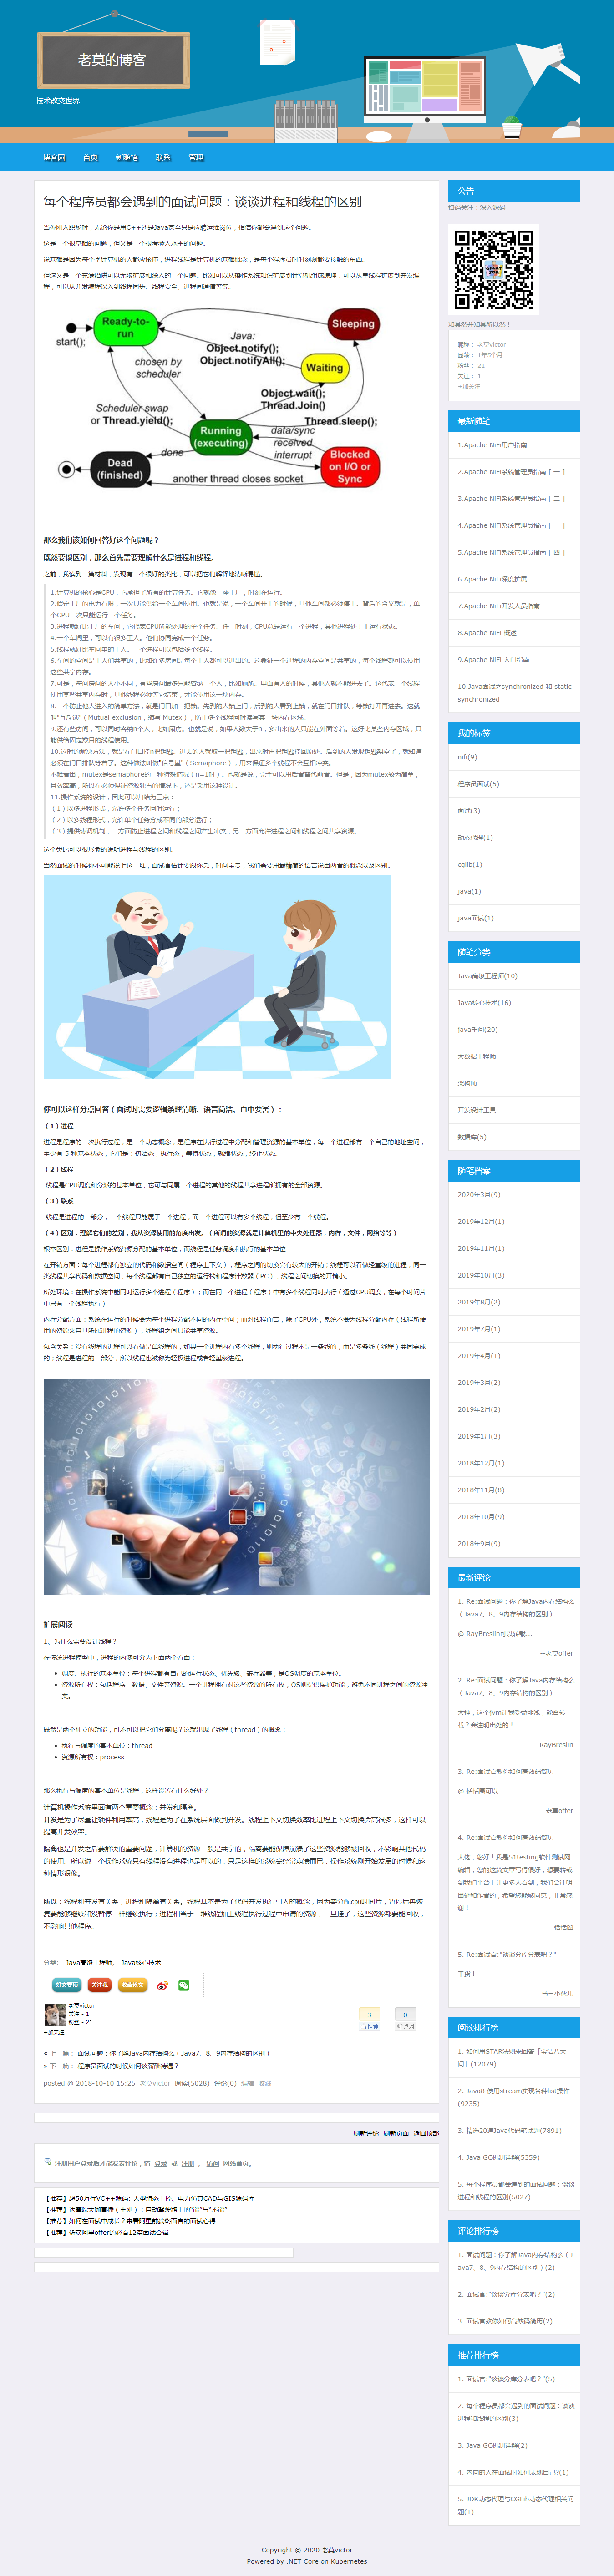 老莫的博客
技术改变世界
博客园 首页 新随笔 联系 管理
每个程序员都会遇到的面试问题：谈谈进程和线程的区别
当你刚入职场时，无论你是用C++还是Java甚至只是应聘运维岗位，相信你都会遇到这个问题。
这是一个很基础的问题，但又是一个很考验人水平的问题。
说基础是因为每个学计算机的人都应该懂，进程线程是计算机的基础概念，是每个程序员时时刻刻都要接触的东西。
但这又是一个充满陷阱可以无限扩展和深入的一个问题。比如可以从操作系统知识扩展到计算机组成原理，可以从单线程扩展到并发编
程，可以从并发编程深入到线程同步、线程安全、进程间通信等等。
Ready-to-run
Sleeping
start();
Java:
Object.notify();
Object.notifyAll();
chosen by
scheduler
Waiting
Object.wait();
Thread.Join()
Thread.sleep()
Scheduler swap
or Thread.yield();
Running
(executing)
data/sync
received
interrupt
done
Dead
(finished)
Blocked
on I/O or
Sync
another thread closes socket
那么我们该如何回答好这个问题呢？
既然要谈区别，那么首先需要理解什么是进程和线程。
之前，我读到一篇材料，发现有一个很好的类比，可以把它们解释地清晰易懂。
1.计算机的核心是CPU，它承担了所有的计算任务。它就像一座工厂，时刻在运行。
2.假定工厂的电力有限，一次只能供给一个车间使用。也就是说，一个车间开工的时候，其他车间都必须停工。背后的含义就是，单
个CPU一次只能运行一个任务。
3.进程就好比工厂的车间，它代表CPU所能处理的单个任务。任一时刻，CPU总是运行一个进程，其他进程处于非运行状态。
4.一个车间里，可以有很多工人。他们协同完成一个任务。
5.线程就好比车间里的工人。一个进程可以包括多个线程。
6.车间的空间是工人们共享的，比如许多房间是每个工人都可以进出的。这象征一个进程的内存空间是共享的，每个线程都可以使用
这些共享内存。
7.可是，每间房间的大小不同，有些房间最多只能容纳一个人，比如厕所。里面有人的时候，其他人就不能进去了。这代表一个线程
使用某些共享内存时，其他线程必须等它结束，才能使用这一块内存。
8.一个防止他人进入的简单方法，就是门口加一把锁。先到的人锁上门，后到的人看到上锁，就在门口排队，等锁打开再进去。这就
叫"互斥锁"（Mutual exclusion，缩写 Mutex），防止多个线程同时读写某一块内存区域。
9.还有些房间，可以同时容纳n个人，比如厨房。也就是说，如果人数大于n，多出来的人只能在外面等着。这好比某些内存区域，只
能供给固定数目的线程使用。
10.这时的解决方法，就是在门口挂n把钥匙。进去的人就取一把钥匙，出来时再把钥匙挂回原处。后到的人发现钥匙架空了，就知道
必须在门口排队等着了。这种做法叫做"信号量"（Semaphore），用来保证多个线程不会互相冲突。
不难看出，mutex是semaphore的一种特殊情况（n=1时）。也就是说，完全可以用后者替代前者。但是，因为mutex较为简单，
且效率高，所以在必须保证资源独占的情况下，还是采用这种设计。
11.操作系统的设计，因此可以归结为三点：
（1）以多进程形式，允许多个任务同时运行；
（2）以多线程形式，允许单个任务分成不同的部分运行；
（3）提供协调机制，一方面防止进程之间和线程之间产生冲突，另一方面允许进程之间和线程之间共享资源。
这个类比可以很形象的说明进程与线程的区别。
当然面试的时候你不可能说上这一堆，面试官估计要跟你急，时间宝贵，我们需要用最精简的语言说出两者的概念以及区别。
你可以这样分点回答（面试时需要逻辑条理清晰、语言简洁、直中要害）：
（1）进程
进程是程序的一次执行过程，是一个动态概念，是程序在执行过程中分配和管理资源的基本单位，每一个进程都有一个自己的地址空间，
至少有 5 种基本状态，它们是：初始态，执行态，等待状态，就绪状态，终止状态。
（2）线程
线程是CPU调度和分派的基本单位，它可与同属一个进程的其他的线程共享进程所拥有的全部资源。
（3）联系
线程是进程的一部分，一个线程只能属于一个进程，而一个进程可以有多个线程，但至少有一个线程。
（4）区别：理解它们的差别，我从资源使用的角度出发。（所谓的资源就是计算机里的中央处理器，内存，文件，网络等等）
根本区别：进程是操作系统资源分配的基本单位，而线程是任务调度和执行的基本单位
在开销方面：每个进程都有独立的代码和数据空间（程序上下文），程序之间的切换会有较大的开销；线程可以看做轻量级的进程，同一
类线程共享代码和数据空间，每个线程都有自己独立的运行栈和程序计数器（PC），线程之间切换的开销小。
所处环境：在操作系统中能同时运行多个进程（程序）；而在同一个进程（程序）中有多个线程同时执行（通过CPU调度，在每个时间片
中只有一个线程执行）
内存分配方面：系统在运行的时候会为每个进程分配不同的内存空间；而对线程而言，除了CPU外，系统不会为线程分配内存（线程所使
用的资源来自其所属进程的资源），线程组之间只能共享资源。
包含关系：没有线程的进程可以看做是单线程的，如果一个进程内有多个线程，则执行过程不是一条线的，而是多条线（线程）共同完成
的；线程是进程的一部分，所以线程也被称为轻权进程或者轻量级进程。
扩展阅读
1、为什么需要设计线程？
在传统进程模型中，进程的内涵可分为下面两个方面：
调度、执行的基本单位：每个进程都有自己的运行状态、优先级、寄存器等，是OS调度的基本单位。
资源所有权：包括程序、数据、文件等资源。一个进程拥有对这些资源的所有权，OS则提供保护功能，避免不同进程之间的资源冲
突。
既然是两个独立的功能，可不可以把它们分离呢？这就出现了线程（thread）的概念：
执行与调度的基本单位：thread
资源所有权：process
那么执行与调度的基本单位是线程，这样设置有什么好处？
计算机操作系统里面有两个重要概念：并发和隔离。
并发是为了尽量让硬件利用率高，线程是为了在系统层面做到并发。线程上下文切换效率比进程上下文切换会高很多，这样可以
提高并发效率。
隔离也是并发之后要解决的重要问题，计算机的资源一般是共享的，隔离要能保障崩溃了这些资源能够被回收，不影响其他代码
的使用。所以说一个操作系统只有线程没有进程也是可以的，只是这样的系统会经常崩溃而已，操作系统刚开始发展的时候和这
种情形很像。
所以：线程和并发有关系，进程和隔离有关系。线程基本是为了代码并发执行引入的概念，因为要分配cpu时间片，暂停后再恢
复要能够继续和没暂停一样继续执行；进程相当于一堆线程加上线程执行过程中申请的资源，一旦挂了，这些资源都要能回收，
不影响其他程序。
分类： Java高级工程师， Java核心技术
好文要顶 关注我 收藏该文
老莫victor
关注 - 1
粉丝 - 21
+加关注
3
推荐
0
反对
« 上一篇： 面试问题：你了解Java内存结构么（Java7、8、9内存结构的区别）
» 下一篇： 程序员面试的时候如何谈薪酬待遇？
posted @ 2018-10-10 15:25 老莫victor 阅读(5028) 评论(0) 编辑 收藏
刷新评论 刷新页面 返回顶部
注册用户登录后才能发表评论，请 登录 或 注册， 访问 网站首页。
【推荐】超50万行VC++源码: 大型组态工控、电力仿真CAD与GIS源码库
【推荐】达摩院大咖直播（王刚）：自动驾驶路上的"能"与"不能"
【推荐】如何在面试中成长？来看阿里前端终面官的面试心得
【推荐】斩获阿里offer的必看12篇面试合辑
公告
扫码关注：深入源码
知其然并知其所以然！
昵称： 老莫victor
园龄： 1年5个月
粉丝： 21
关注： 1
+加关注
最新随笔
1.Apache NiFi用户指南
2.Apache NiFi系统管理员指南 [ 一 ]
3.Apache NiFi系统管理员指南 [ 二 ]
4.Apache NiFi系统管理员指南 [ 三 ]
5.Apache NiFi系统管理员指南 [ 四 ]
6.Apache NiFi深度扩展
7.Apache NiFi开发人员指南
8.Apache NiFi 概述
9.Apache NiFi 入门指南
10.Java面试之synchronized 和 static
synchronized
我的标签
nifi(9)
程序员面试(5)
面试(3)
动态代理(1)
cglib(1)
java(1)
java面试(1)
随笔分类
Java高级工程师(10)
Java核心技术(16)
java千问(20)
大数据工程师
架构师
开发设计工具
数据库(5)
随笔档案
2020年3月(9)
2019年12月(1)
2019年11月(1)
2019年10月(3)
2019年8月(2)
2019年7月(1)
2019年4月(1)
2019年3月(2)
2019年2月(2)
2019年1月(3)
2018年12月(1)
2018年11月(8)
2018年10月(9)
2018年9月(9)
最新评论
1. Re:面试问题：你了解Java内存结构么
（Java7、8、9内存结构的区别）
@ RayBreslin可以转载...
--老莫offer
2. Re:面试问题：你了解Java内存结构么
（Java7、8、9内存结构的区别）
大神，这个jvm让我受益匪浅，能否转
载？会注明出处的！
--RayBreslin
3. Re:面试官教你如何高效码简历
@ 恬恬圈可以...
--老莫offer
4. Re:面试官教你如何高效码简历
大佬，您好！我是51testing软件测试网
编辑，您的这篇文章写得很好，想要转载
到我们平台上让更多人看到，我们会注明
出处和作者的，希望您能够同意，非常感
谢！
--恬恬圈
5. Re:面试官:"谈谈分库分表吧？"
干货！
--马三小伙儿
阅读排行榜
1. 如何用STAR法则来回答「宝洁八大
问」(12079)
2. Java8 使用stream实现各种list操作
(9235)
3. 精选20道Java代码笔试题(7891)
4. Java GC机制详解(5359)
5. 每个程序员都会遇到的面试问题：谈谈
进程和线程的区别(5027)
评论排行榜
1. 面试问题：你了解Java内存结构么（J
ava7、8、9内存结构的区别）(2)
2. 面试官:"谈谈分库分表吧？"(2)
3. 面试官教你如何高效码简历(2)
推荐排行榜
1. 面试官:"谈谈分库分表吧？"(5)
2. 每个程序员都会遇到的面试问题：谈谈
进程和线程的区别(3)
3. Java GC机制详解(2)
4. 内向的人在面试时如何表现自己?(1)
5. JDK动态代理与CGLib动态代理相关问
题(1)
Copyright © 2020 老莫victor
Powered by .NET Core on Kubernetes